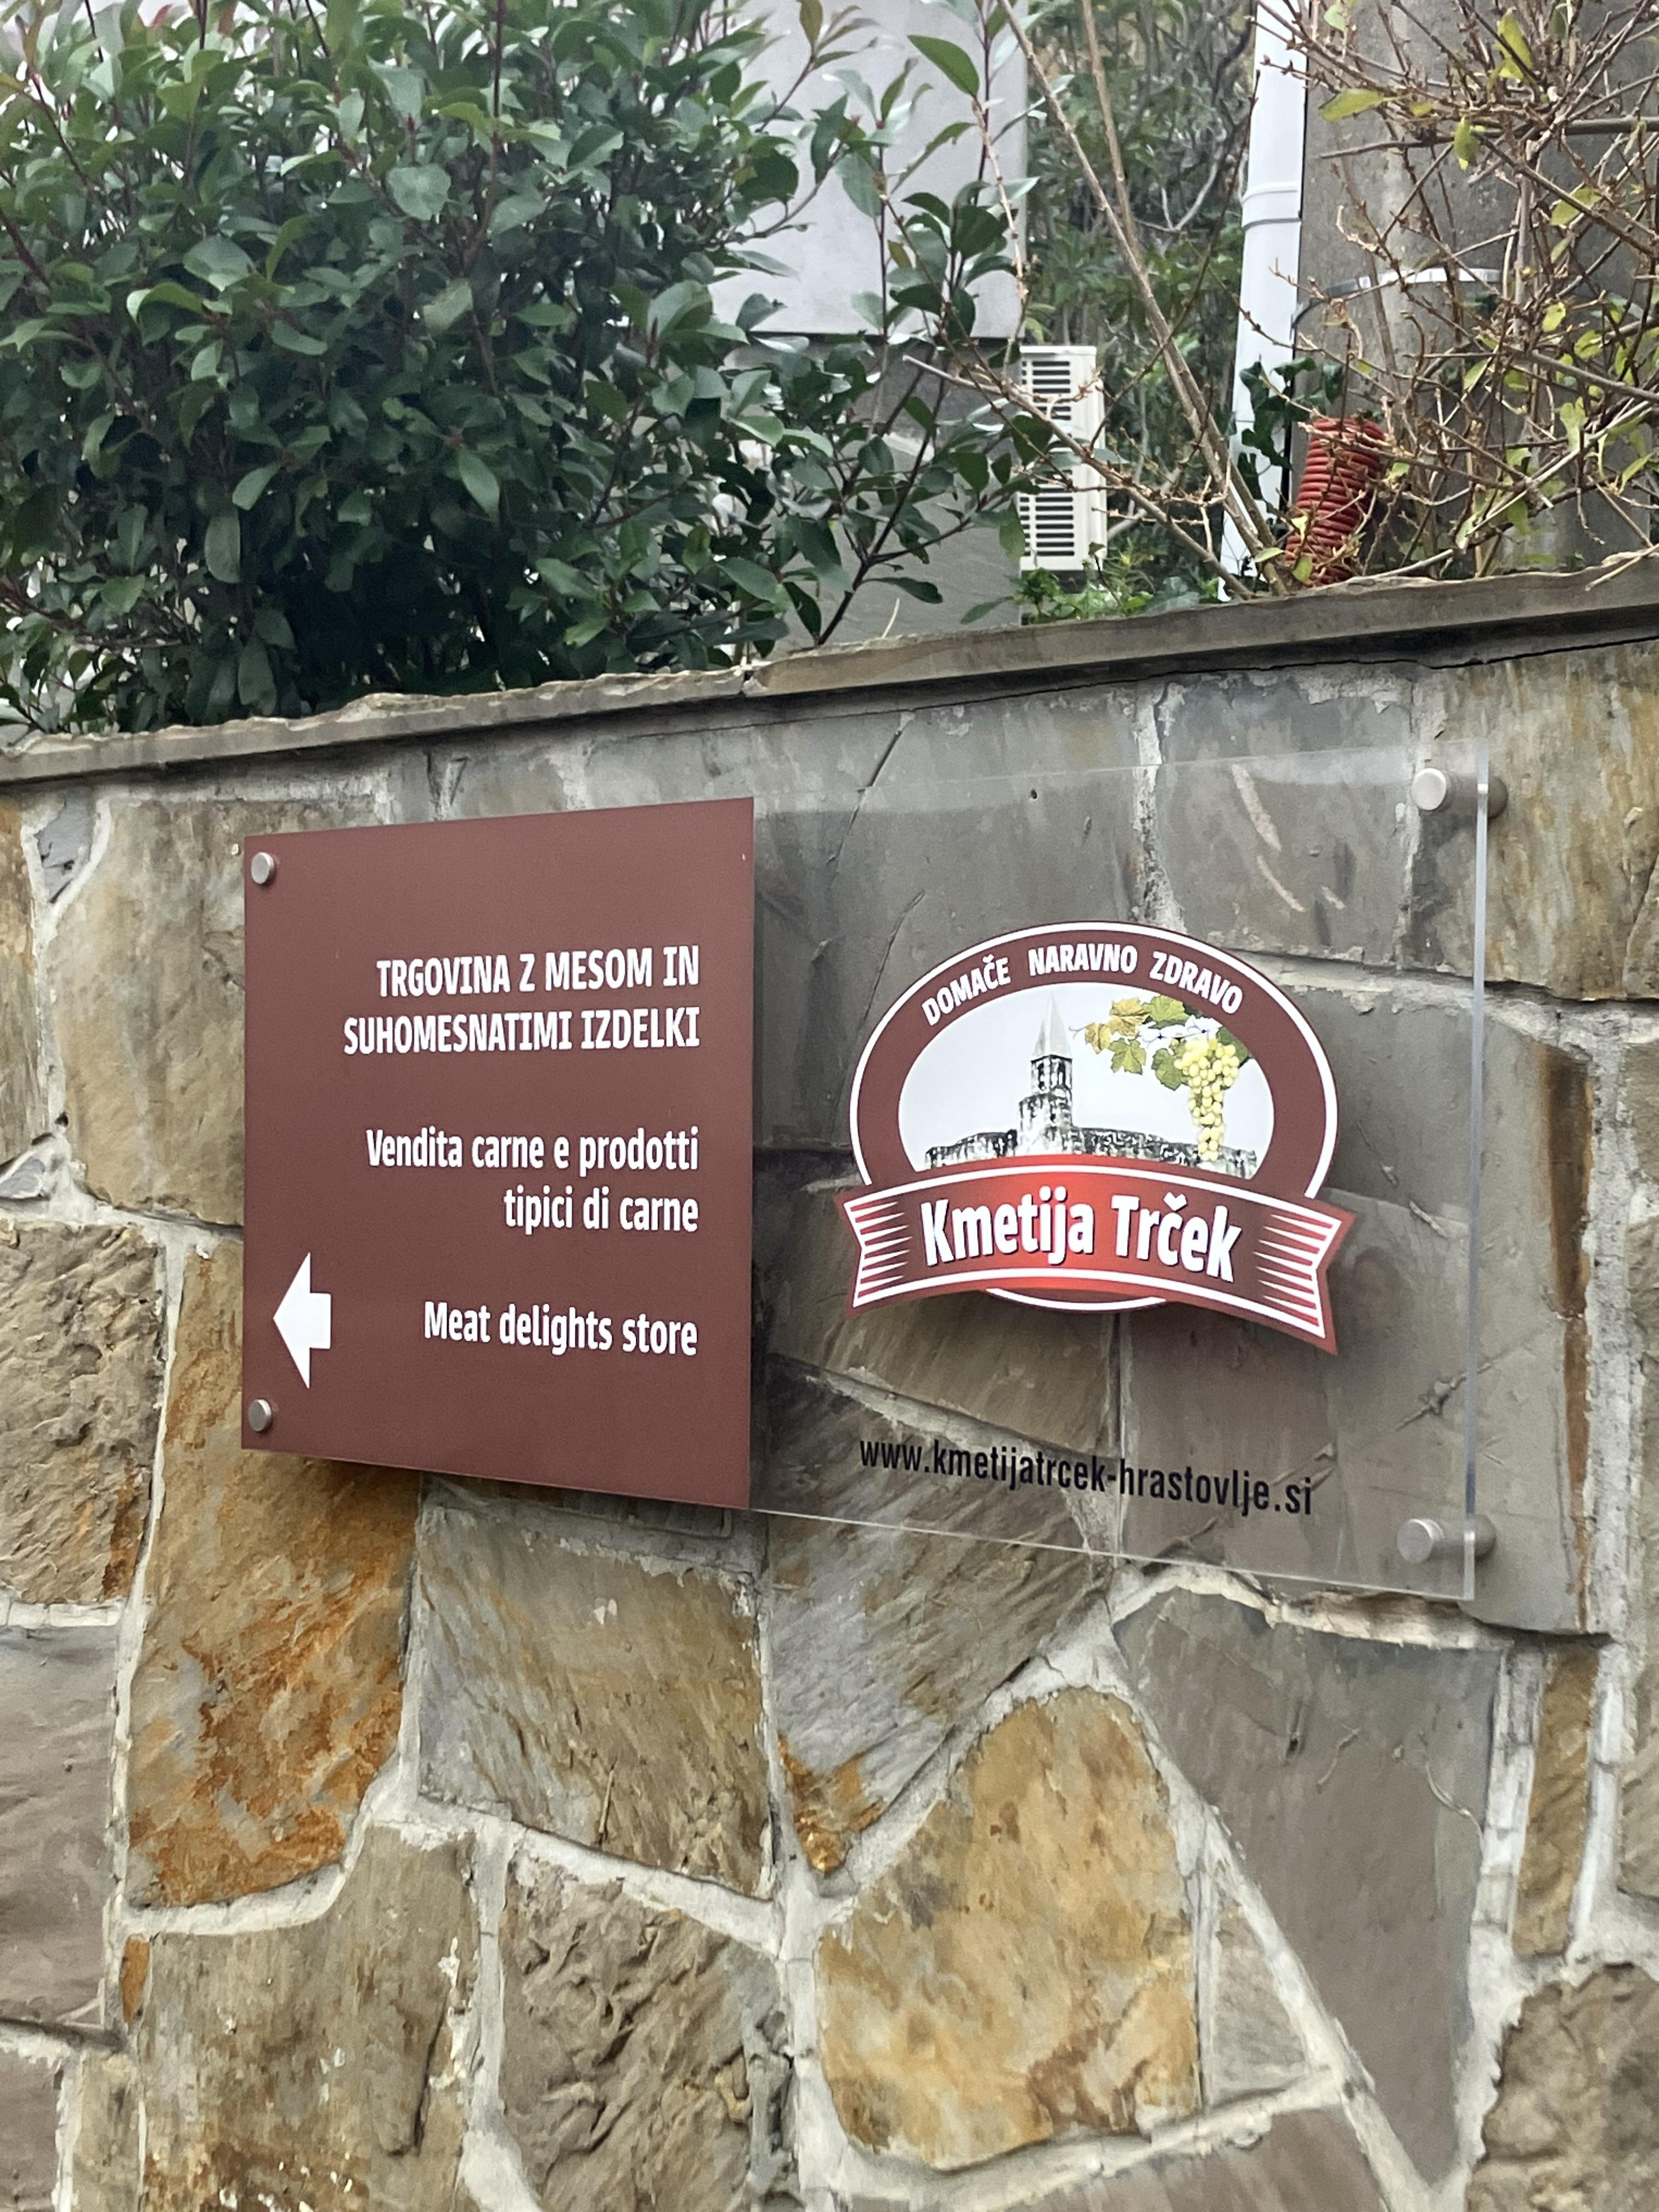 TRGOVINA Z MESOM IN
SUHOMESNATIMI IZDELKI
Vendita carne e prodotti
tipici di carne
Meat delights store
DOMAČE NARAVNO ZDRAVO
Kmetija Trček
www.kmetijatrcek-hrastovlje.si